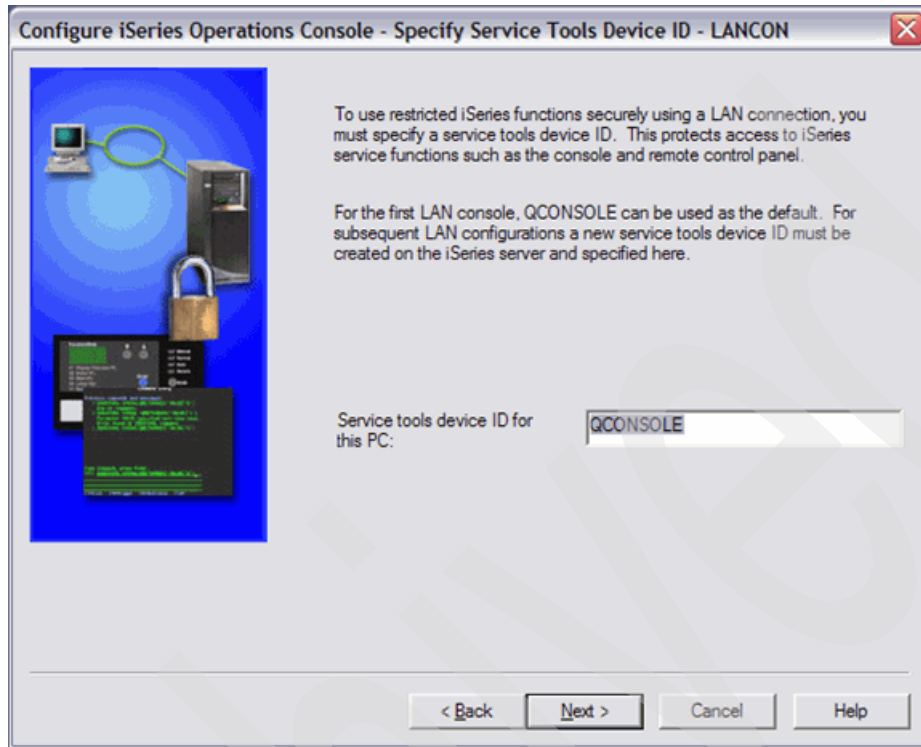 Configure iSeries Operations Console - Specify Service Tools Device ID - LANCON
To use restricted iSeries functions securely using a LAN connection, you
must specify a service tools device ID. This protects access to iSeries
service functions such as the console and remote control panel.
For the first LAN console, QCONSOLE can be used as the default. For
subsequent LAN configurations a new service tools device ID must be
created on the iSeries server and specified here.
Service tools device ID for
this PC:
QCONSOLE
< Back
Next >
Cancel
Help